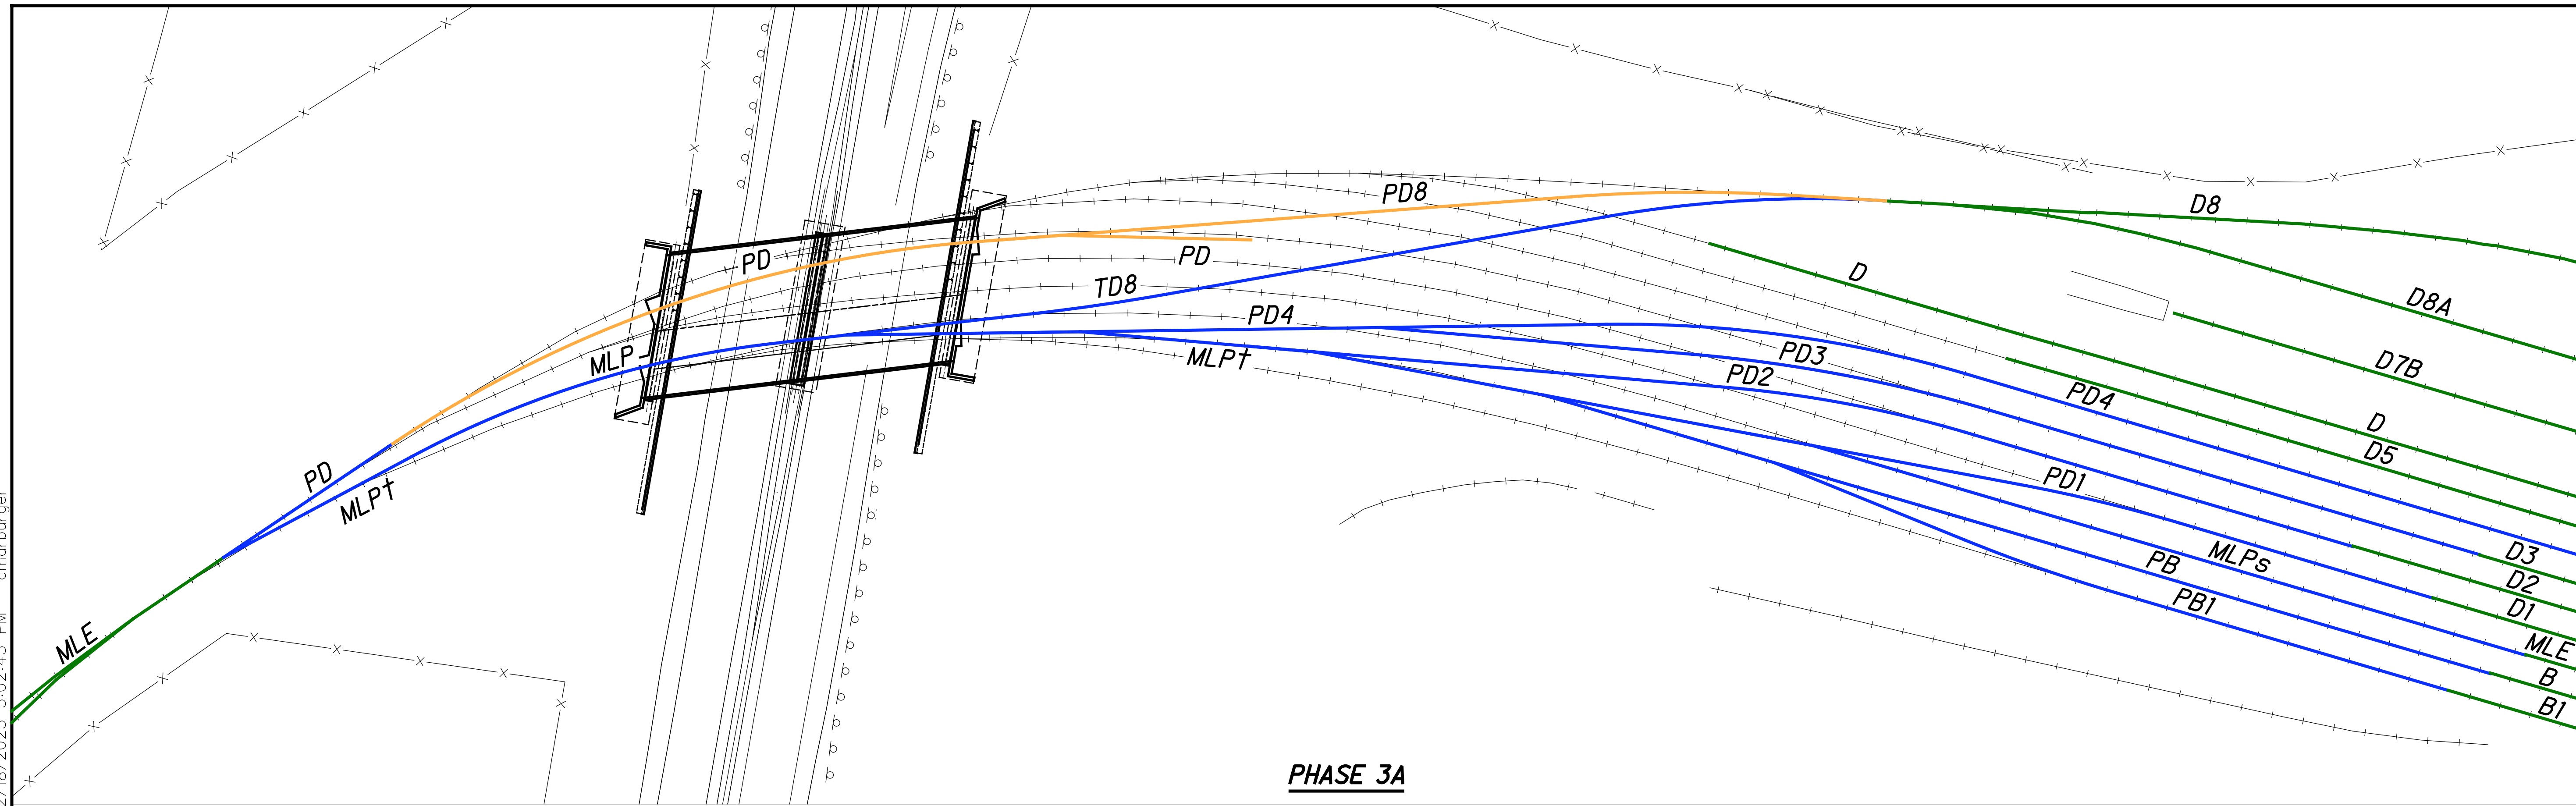 D8
PD8
PD
PD
D
D8A
TD8
PD4
MLP
MLP†
PD3
D7B
PD2
PD4
D
D5
PD
MLP†
PD1
MLPs
D3
PB
D2
PB1
D1
MLE
MLE
B
B1
PHASE 3A